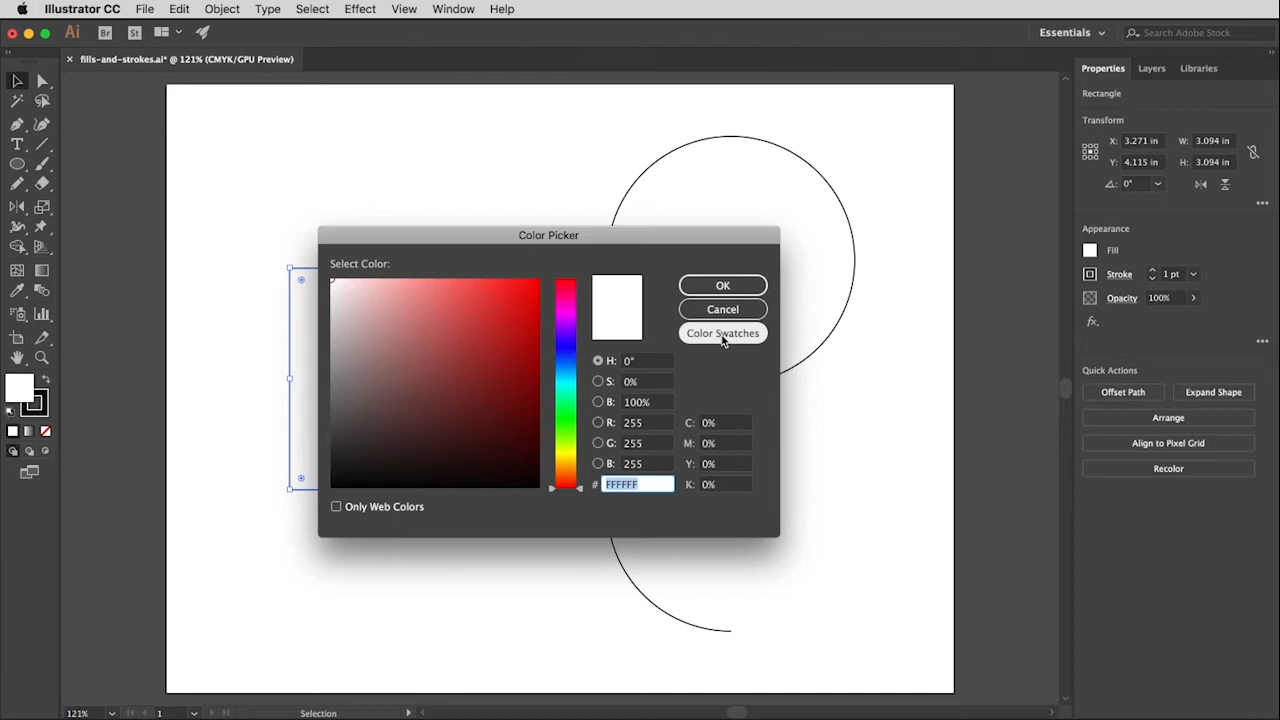 Illustrator CC File Edit Object Type Select Effect View Window Help
Ai Br St Essentials Search Adobe Stock
× fills-and-strokes.ai* @ 121% (CMYK/GPU Preview)
Properties Layers Libraries
Rectangle
Transform
X: 3.271 in W: 3.094 in
Y: 4.115 in H: 3.094 in
0°
Appearance
Fill
Stroke 1 pt
Opacity 100%
fx.
Quick Actions
Offset Path Expand Shape
Arrange
Align to Pixel Grid
Recolor
Color Picker
Select Color:
OK
Cancel
Color Swatches
H: 0°
S: 0%
B: 100%
R: 255 C: 0%
G: 255 M: 0%
B: 255 Y: 0%
# FFFFFF K: 0%
Only Web Colors
121% 1 Selection